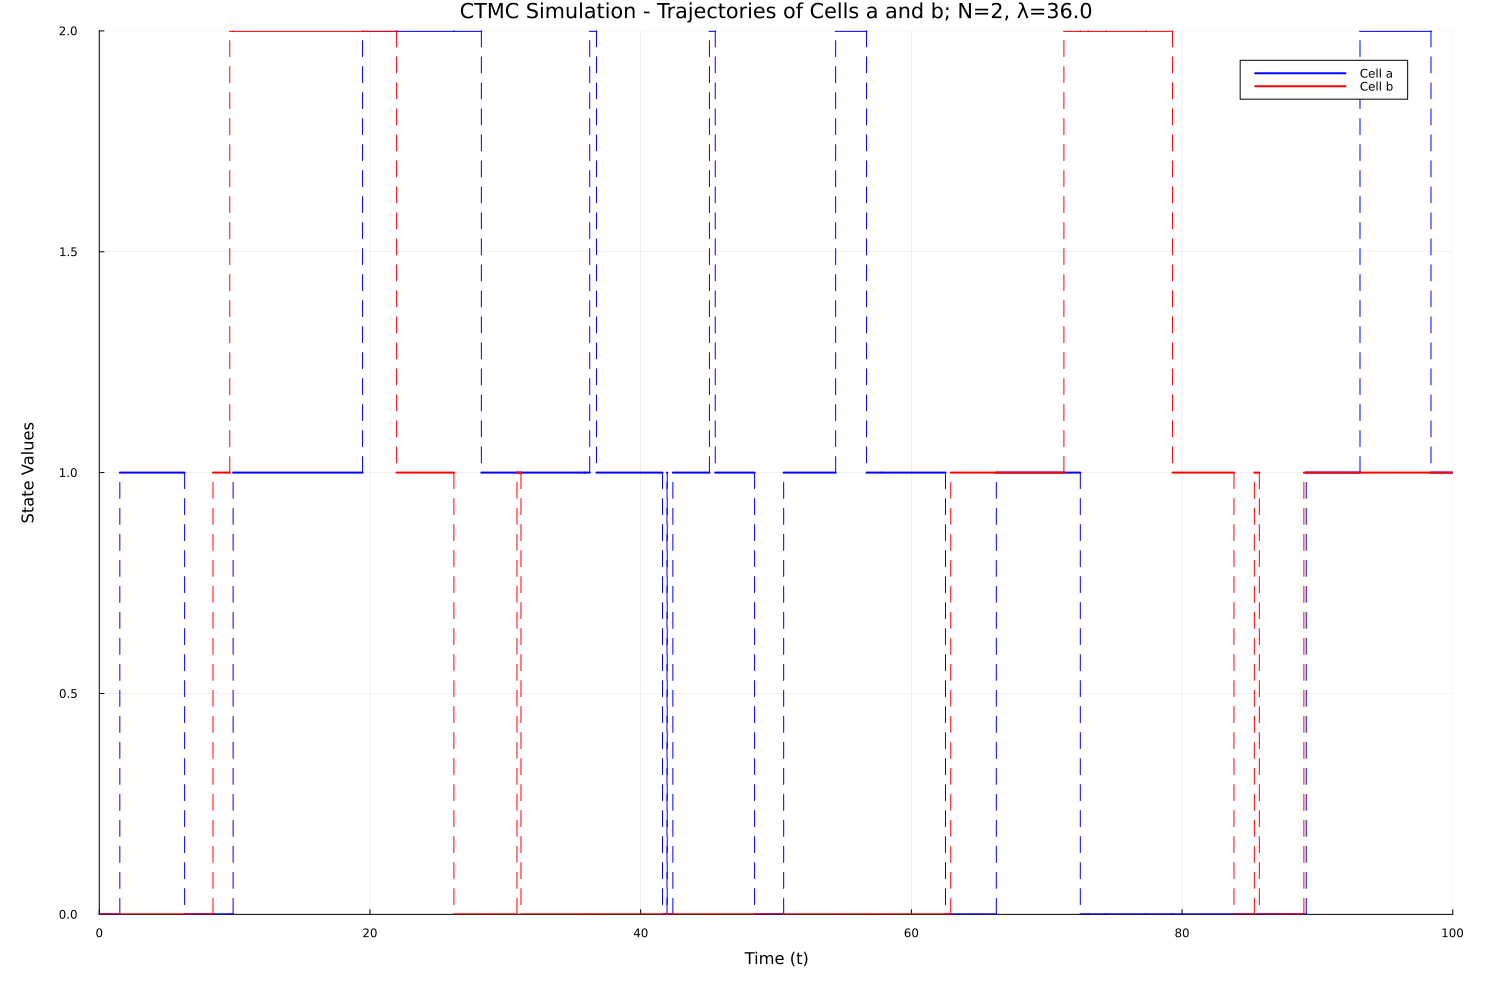 CTMC Simulation - Trajectories of Cells a and b; N=2, λ=36.0
2.0
Cell a
Cell b
1.5
1.0
State Values
0.5
0.0
0 20 40 60 80 100
Time (t)